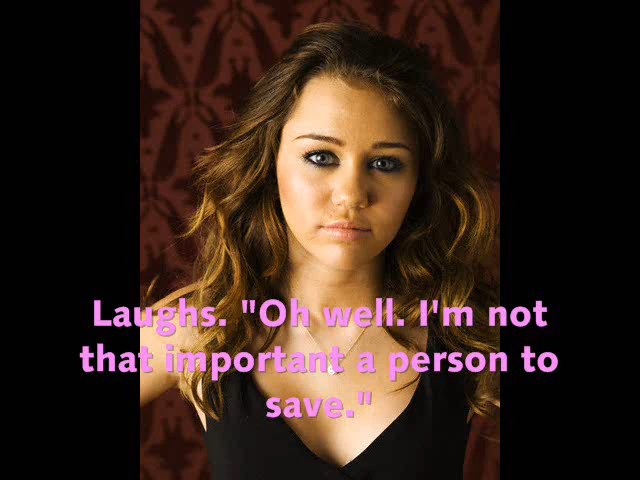 Laughs. "Oh well. I'm not
that important a person to
save."